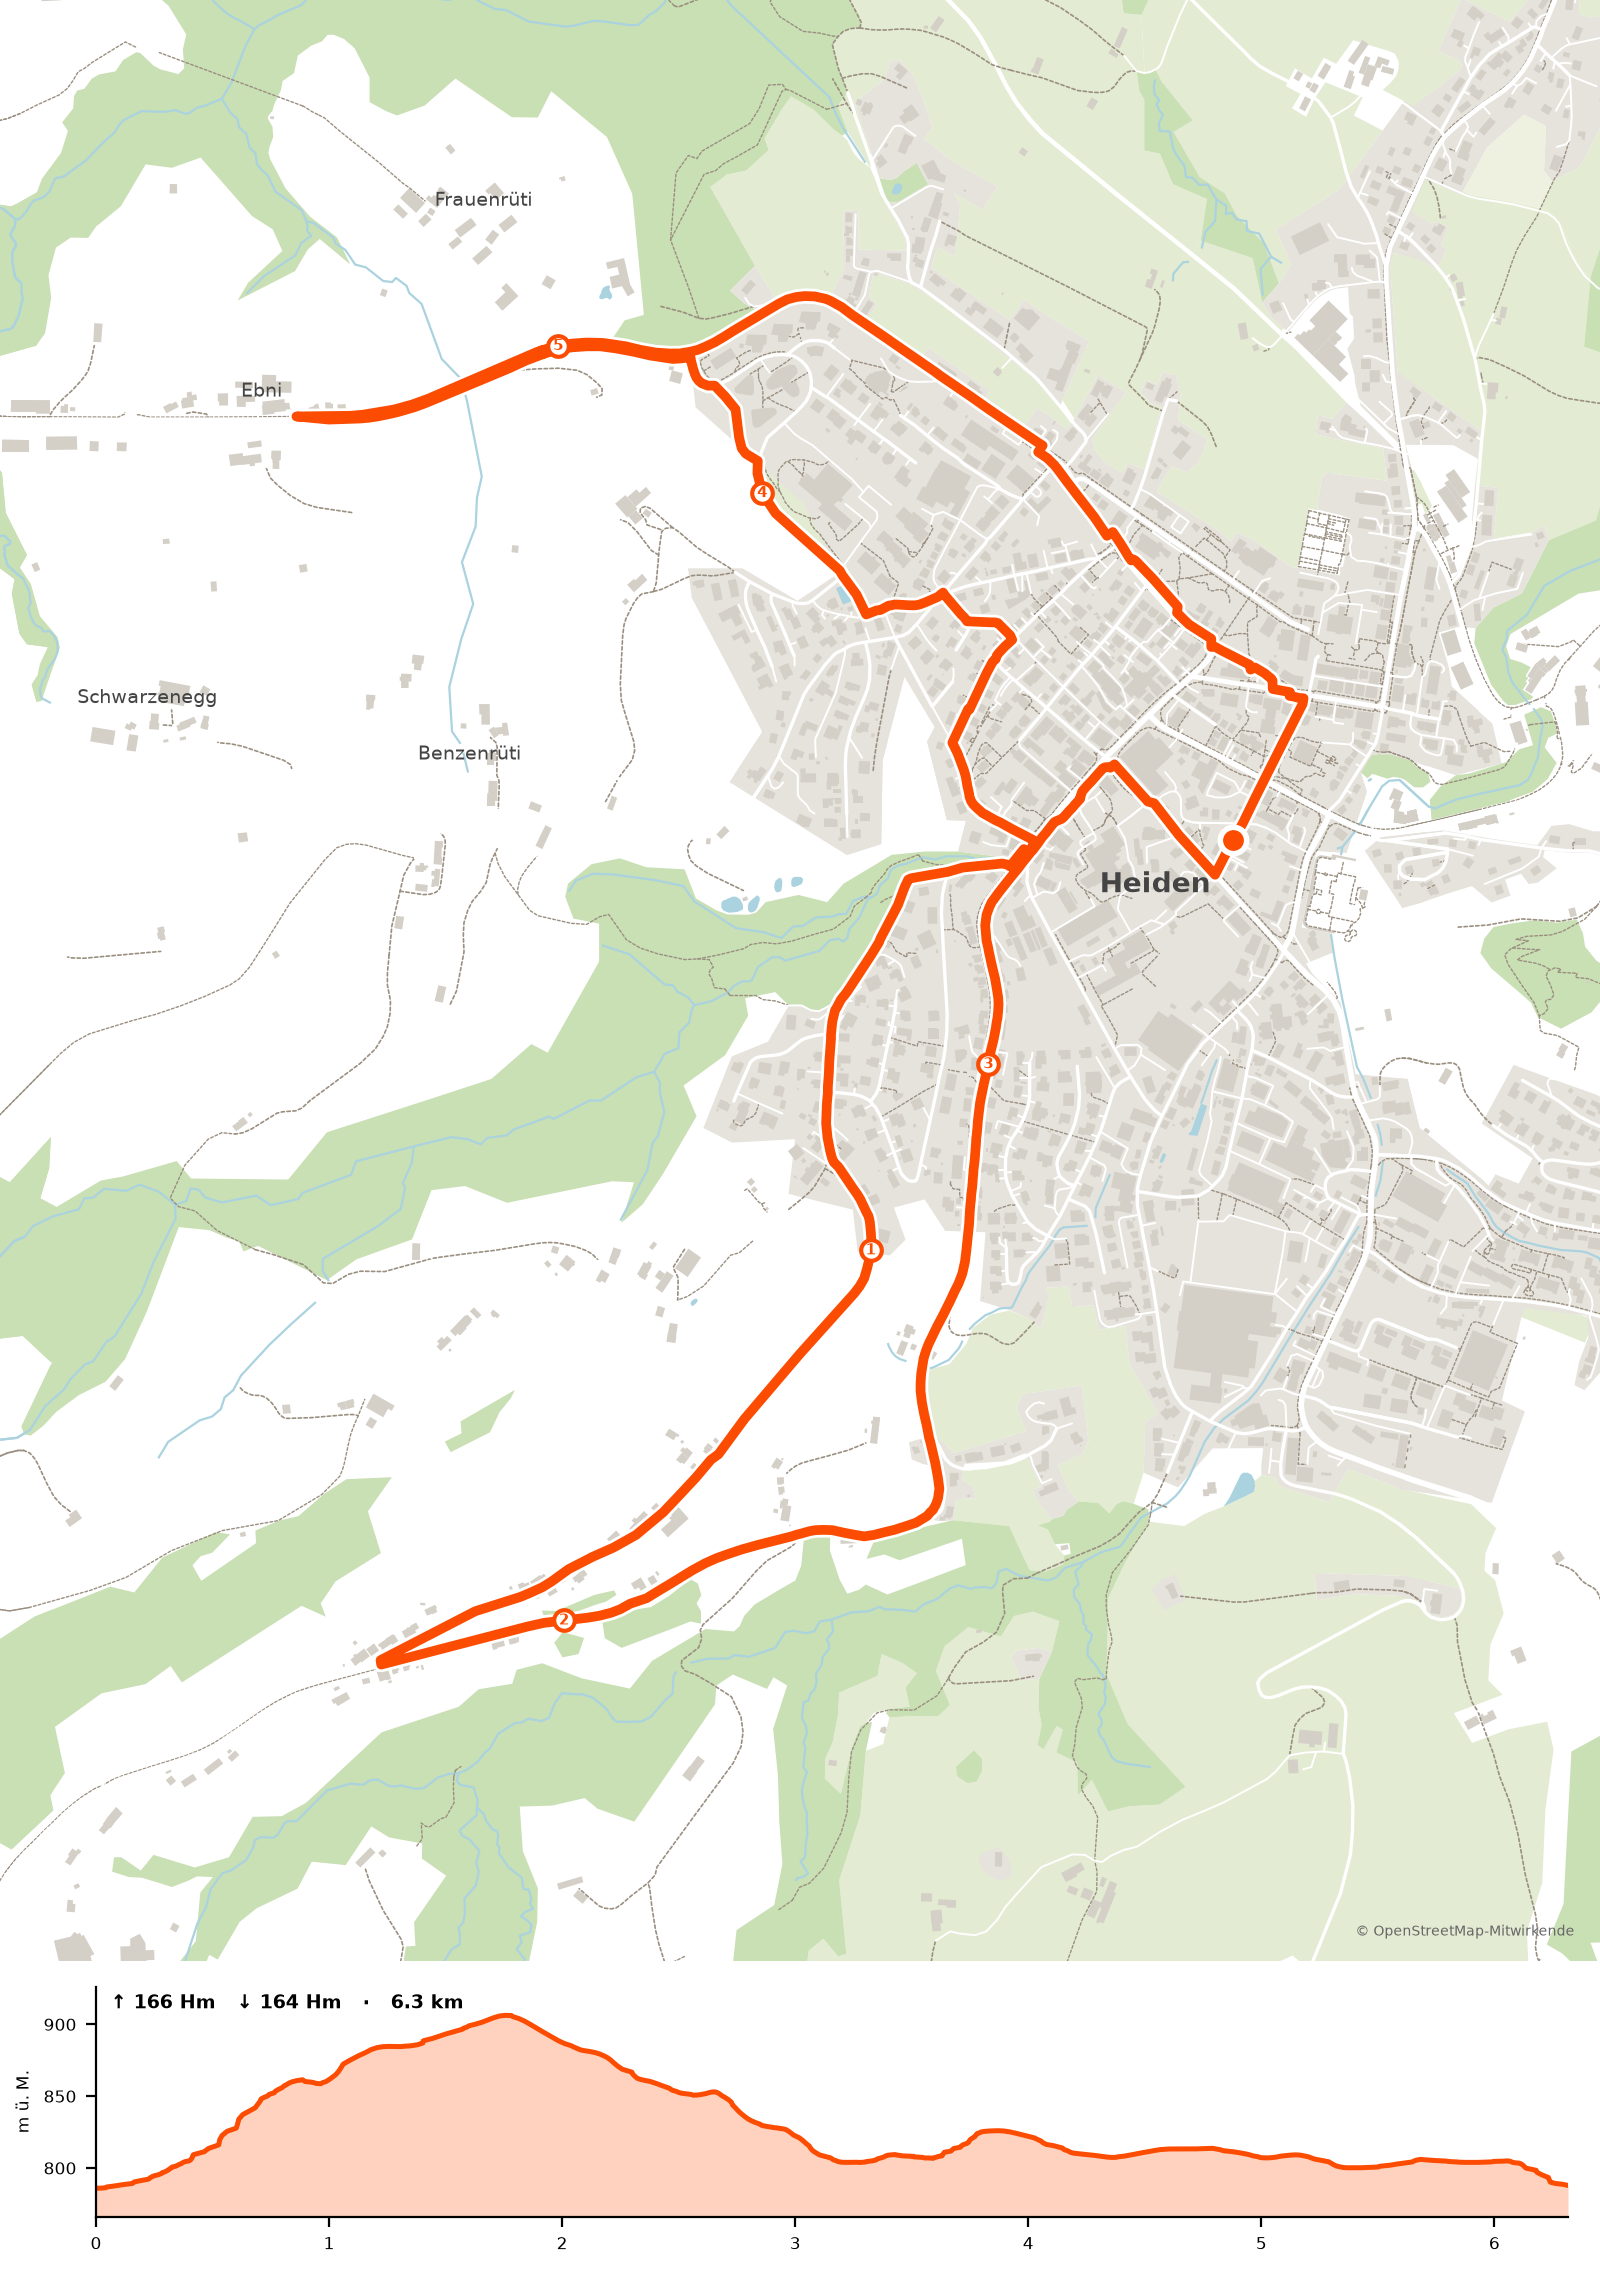 Frauenrüti
5
Ebni
4
Schwarzenegg
Benzenrüti
Heiden
3
1
2
© OpenStreetMap-Mitwirkende
↑ 166 Hm ↓ 164 Hm · 6.3 km
900
850
800
m ü. M.
0 1 2 3 4 5 6